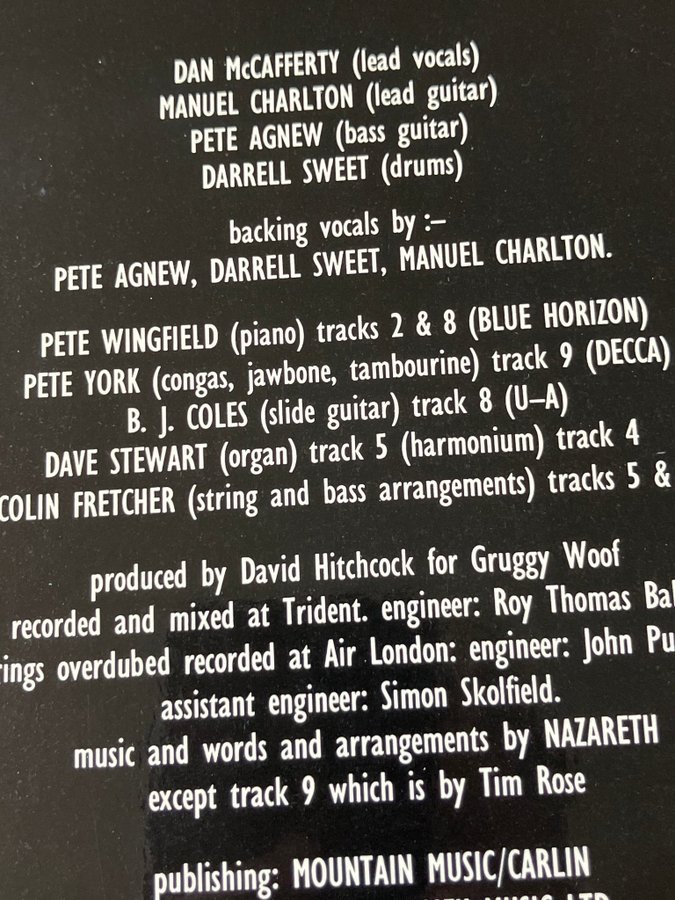 DAN McCAFFERTY (lead vocals)
MANUEL CHARLTON (lead guitar)
PETE AGNEW (bass guitar)
DARRELL SWEET (drums)
backing vocals by :–
PETE AGNEW, DARRELL SWEET, MANUEL CHARLTON.
PETE WINGFIELD (piano) tracks 2 & 8 (BLUE HORIZON)
PETE YORK (congas, jawbone, tambourine) track 9 (DECCA)
B. J. COLES (slide guitar) track 8 (U–A)
DAVE STEWART (organ) track 5 (harmonium) track 4
COLIN FRETCHER (string and bass arrangements) tracks 5 &
produced by David Hitchcock for Gruggy Woof
recorded and mixed at Trident. engineer: Roy Thomas
overdubbed recorded at Air London: engineer: John
assistant engineer: Simon Skolfield.
music and words and arrangements by NAZARETH
except track 9 which is by Tim Rose
publishing: MOUNTAIN MUSIC/CARLIN